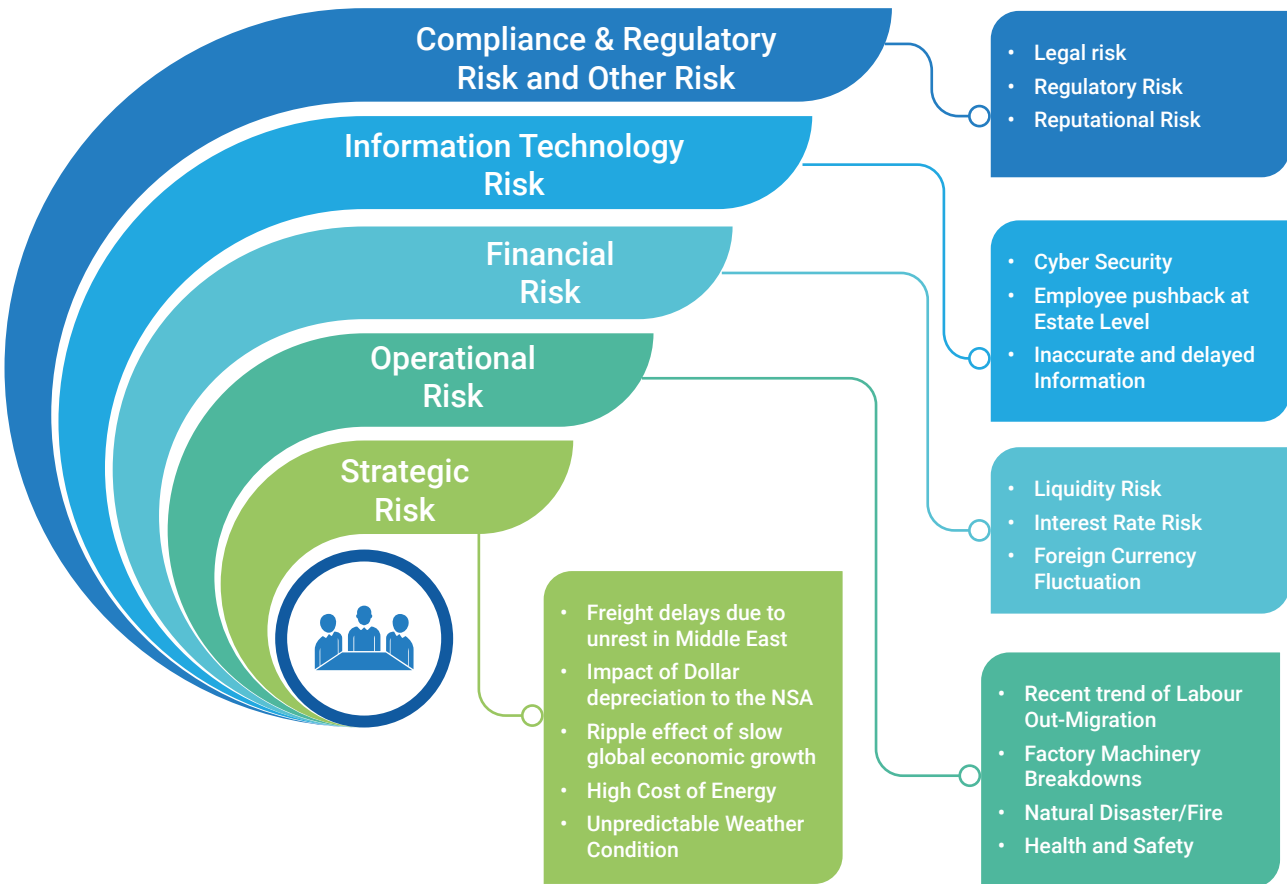 Compliance & Regulatory
Risk and Other Risk
• Legal risk
• Regulatory Risk
• Reputational Risk
Information Technology
Risk
• Cyber Security
• Employee pushback at
Estate Level
• Inaccurate and delayed
Information
Financial
Risk
• Liquidity Risk
• Interest Rate Risk
• Foreign Currency
Fluctuation
Operational
Risk
• Recent trend of Labour
Out-Migration
• Factory Machinery
Breakdowns
• Natural Disaster/Fire
• Health and Safety
Strategic
Risk
• Freight delays due to
unrest in Middle East
• Impact of Dollar
depreciation to the NSA
• Ripple effect of slow
global economic growth
• High Cost of Energy
• Unpredictable Weather
Condition